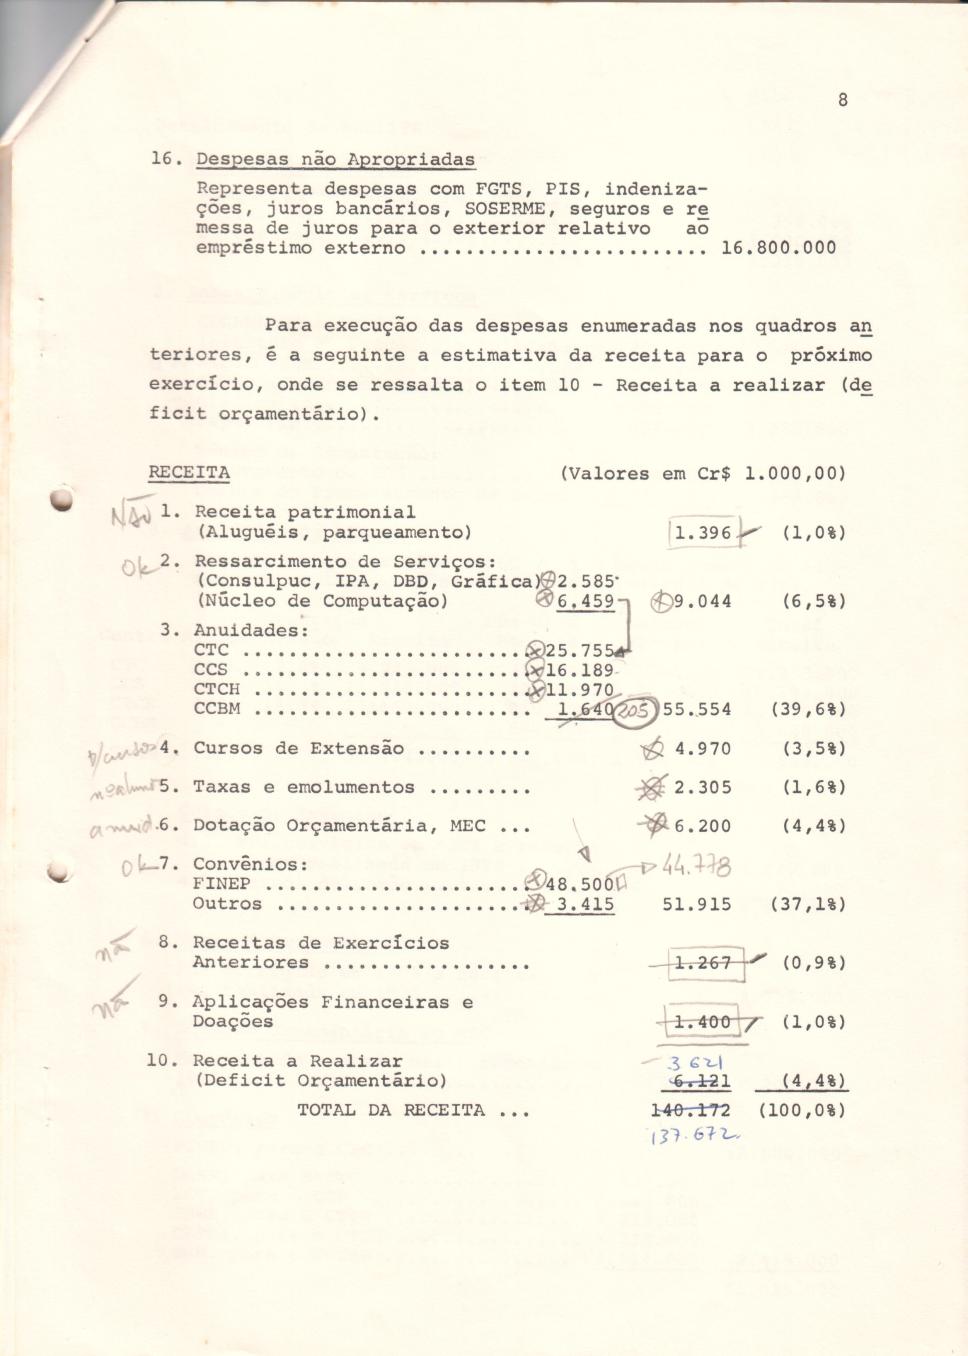 8
16. Despesas não Apropriadas
Representa despesas com FGTS, PIS, indeniza-
ções, juros bancários, SOSERME, seguros e re
messa de juros para o exterior relativo ao
empréstimo externo ......................... 16.800.000
Para execução das despesas enumeradas nos quadros an
teriores, é a seguinte a estimativa da receita para o próximo
exercício, onde se ressalta o item 10 - Receita a realizar (de
ficit orçamentário).
RECEITA (Valores em Cr$ 1.000,00)
NÃO 1. Receita patrimonial
(Aluguéis, parqueamento) 1.396 (1,0%)
Ok 2. Ressarcimento de Serviços:
(Consulpuc, IPA, DBD, Gráfica) 2.585
(Núcleo de Computação) 6.459 9.044 (6,5%)
3. Anuidades:
CTC ......................... 25.755
CCS ......................... 16.189
CTCH ........................ 11.970
CCBM ........................ 1.640 205 55.554 (39,6%)
p/cursos 4. Cursos de Extensão .......... 4.970 (3,5%)
5. Taxas e emolumentos ......... 2.305 (1,6%)
6. Dotação Orçamentária, MEC ... 6.200 (4,4%)
Ok 7. Convênios: 44.778
FINEP ....................... 48.500
Outros ...................... 3.415 51.915 (37,1%)
não 8. Receitas de Exercícios
Anteriores .................. 1.267 (0,9%)
não 9. Aplicações Financeiras e
Doações 1.400 (1,0%)
10. Receita a Realizar 3 621
(Deficit Orçamentário) 6.121 (4,4%)
TOTAL DA RECEITA ... 140.172 (100,0%)
137.672.